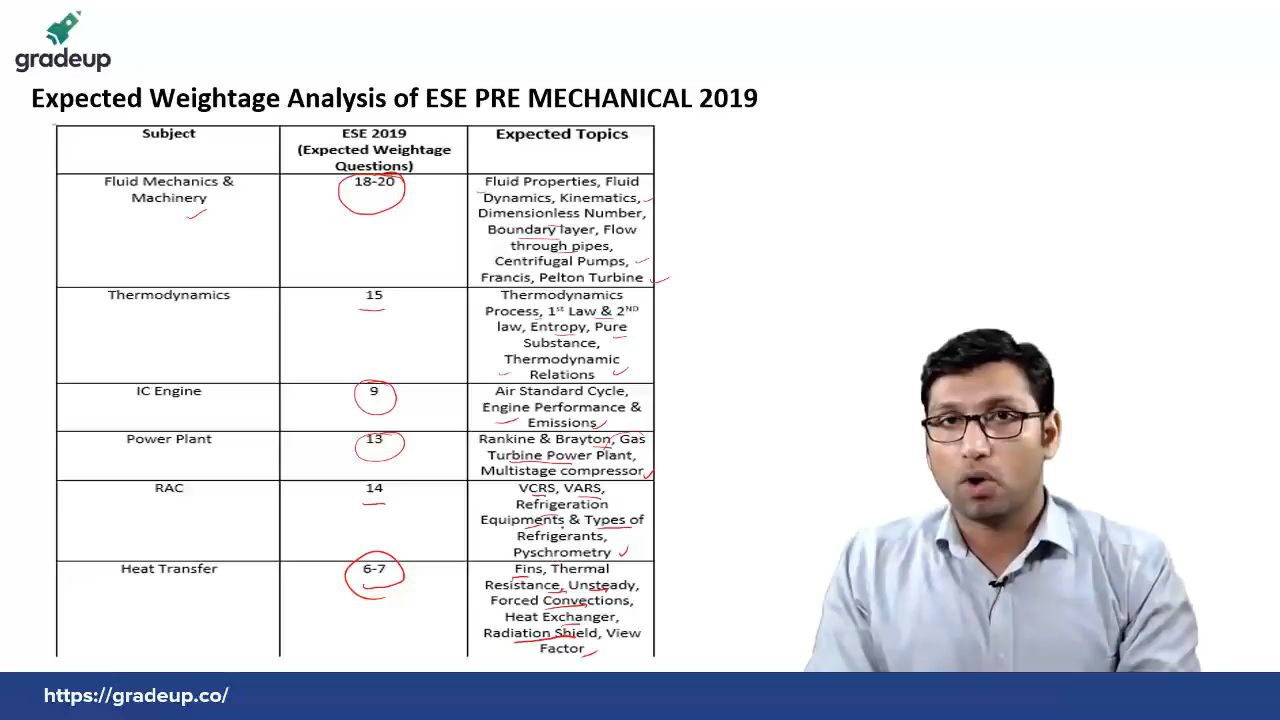 gradeup
Expected Weightage Analysis of ESE PRE MECHANICAL 2019
Subject
ESE 2019
(Expected Weightage
Questions)
Expected Topics
Fluid Mechanics &
Machinery
18-20
Fluid Properties, Fluid
Dynamics, Kinematics,
Dimensionless Number,
Boundary layer, Flow
through pipes,
Centrifugal Pumps,
Francis, Pelton Turbine
Thermodynamics
15
Thermodynamics
Process, 1st Law & 2ND
law, Entropy, Pure
Substance,
Thermodynamic
Relations
IC Engine
9
Air Standard Cycle,
Engine Performance &
Emissions
Power Plant
13
Rankine & Brayton, Gas
Turbine Power Plant,
Multistage compressor
RAC
14
VCRS, VARS,
Refrigeration
Equipments & Types of
Refrigerants,
Pyschrometry
Heat Transfer
6-7
Fins, Thermal
Resistance, Unsteady,
Forced Convections,
Heat Exchanger,
Radiation Shield, View
Factor
https://gradeup.co/